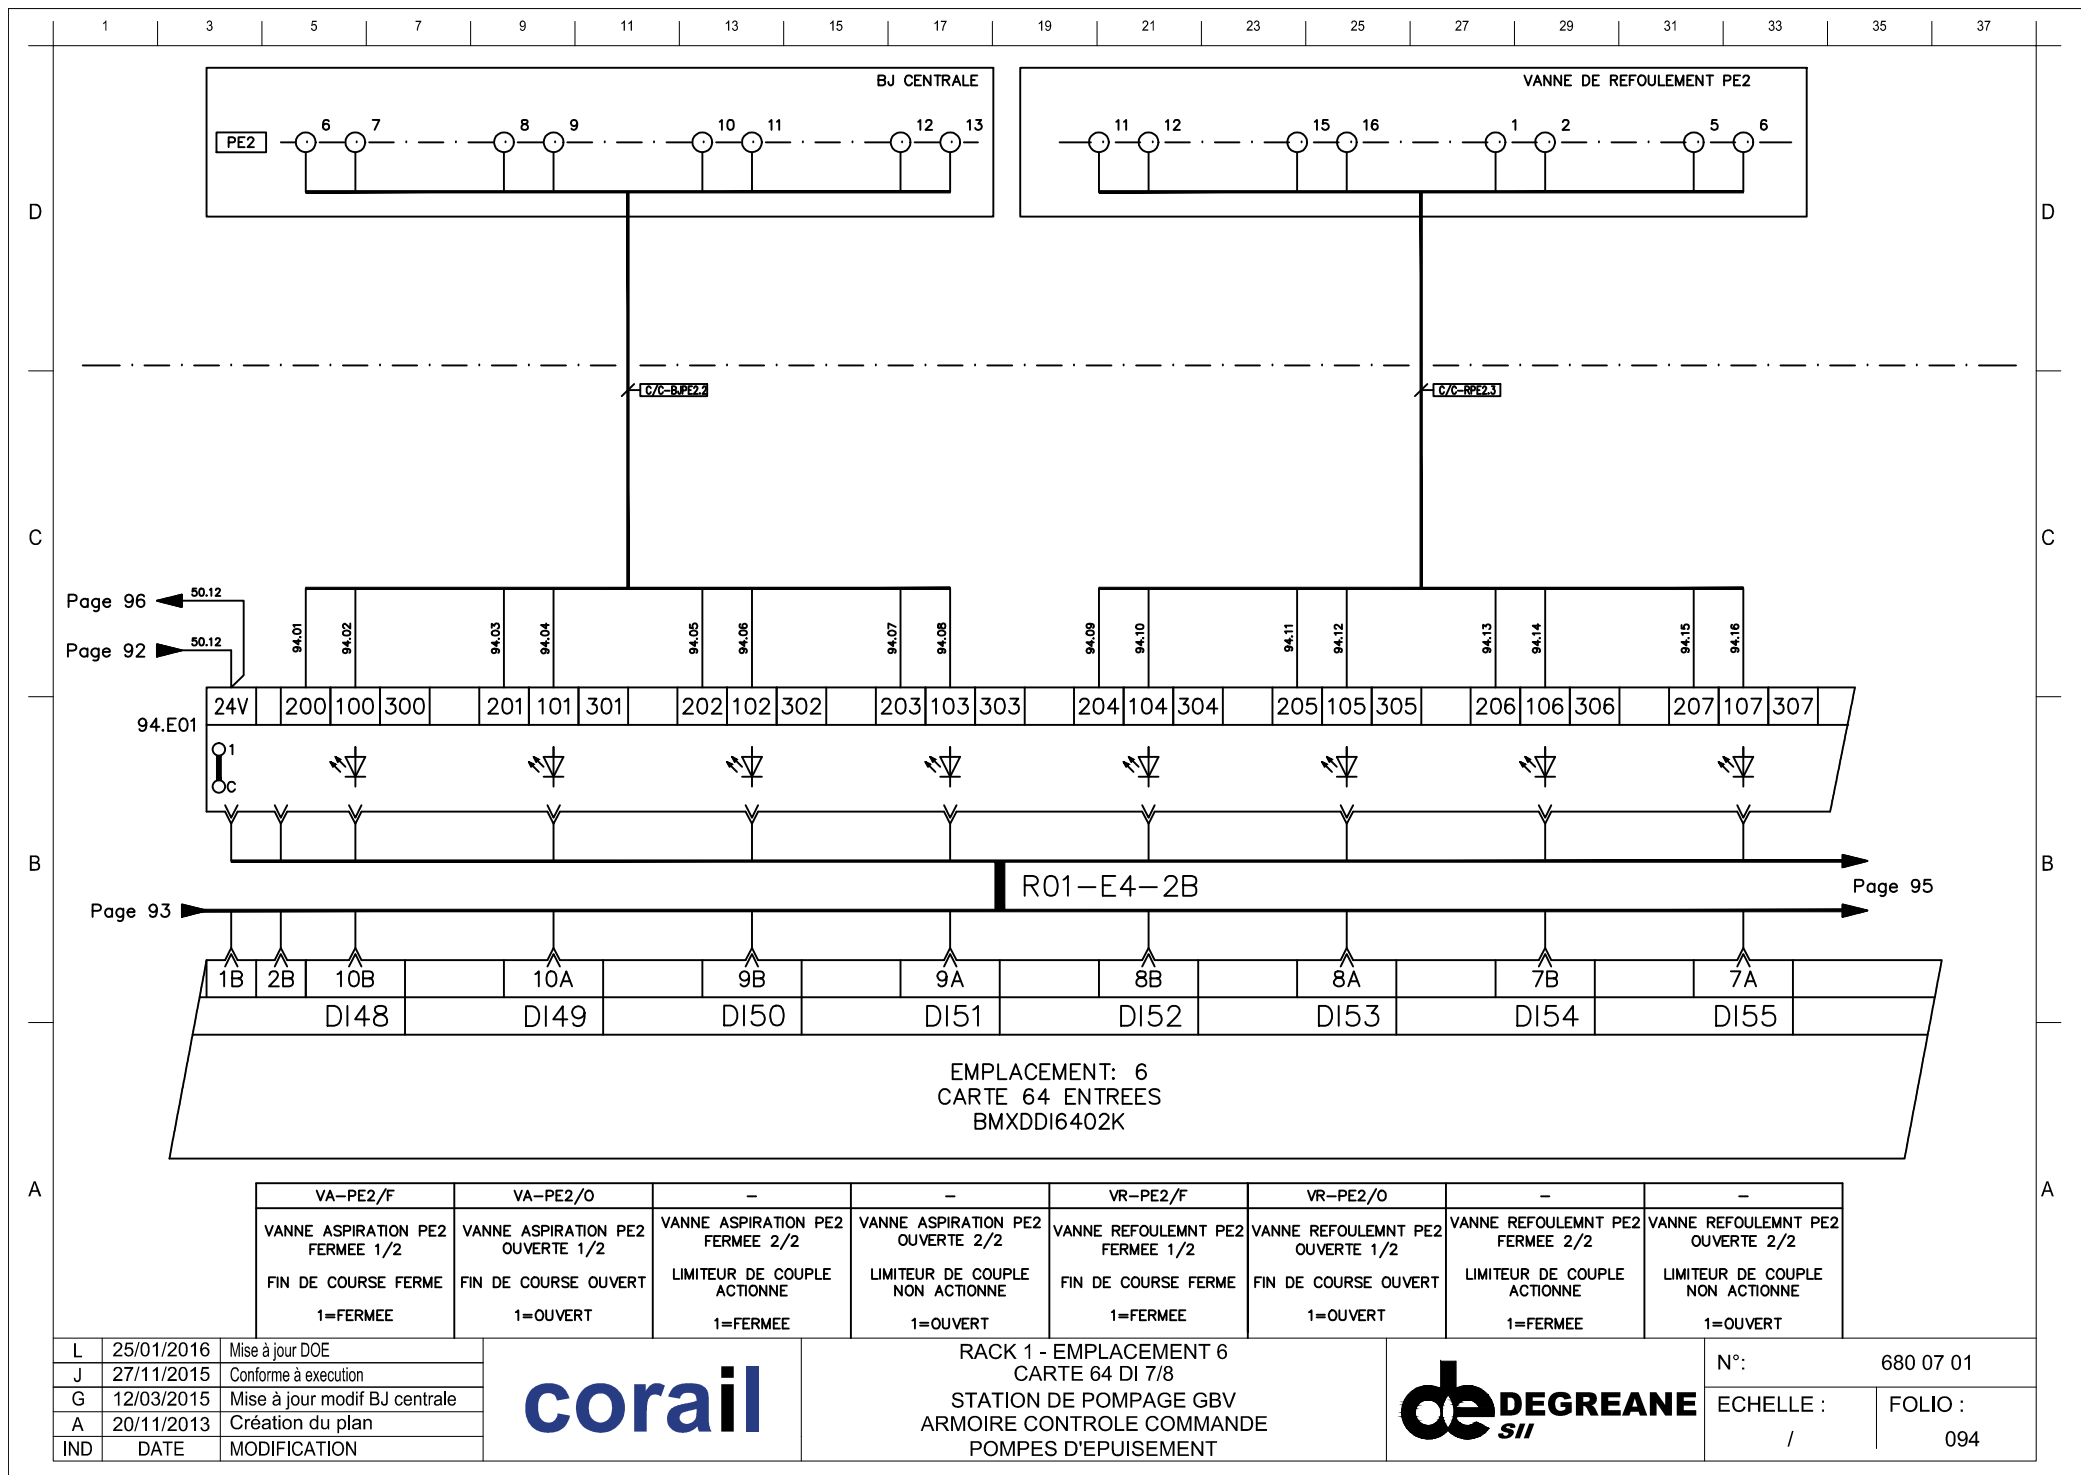 1 3 5 7 9 11 13 15 17 19 21 23 25 27 29 31 33 35 37
BJ CENTRALE
VANNE DE REFOULEMENT PE2
PE2 6 7 8 9 10 11 12 13
11 12 15 16 1 2 5 6
D D
C/C-BJPE2.2 C/C-RPE2.3
C C
Page 96 50.12
Page 92 50.12
94.01 94.02 94.03 94.04 94.05 94.06 94.07 94.08 94.09 94.10 94.11 94.12 94.13 94.14 94.15 94.16
24V 200 100 300 201 101 301 202 102 302 203 103 303 204 104 304 205 105 305 206 106 306 207 107 307
94.E01
1
C
B B
R01-E4-2B
Page 95
Page 93
1B 2B 10B 10A 9B 9A 8B 8A 7B 7A
DI48 DI49 DI50 DI51 DI52 DI53 DI54 DI55
EMPLACEMENT: 6
CARTE 64 ENTREES
BMXDDI6402K
A A
VA-PE2/F
VANNE ASPIRATION PE2
FERMEE 1/2
FIN DE COURSE FERME
1=FERMEE
VA-PE2/O
VANNE ASPIRATION PE2
OUVERTE 1/2
FIN DE COURSE OUVERT
1=OUVERT
-
VANNE ASPIRATION PE2
FERMEE 2/2
LIMITEUR DE COUPLE
ACTIONNE
1=FERMEE
-
VANNE ASPIRATION PE2
OUVERTE 2/2
LIMITEUR DE COUPLE
NON ACTIONNE
1=OUVERT
VR-PE2/F
VANNE REFOULEMNT PE2
FERMEE 1/2
FIN DE COURSE FERME
1=FERMEE
VR-PE2/O
VANNE REFOULEMNT PE2
OUVERTE 1/2
FIN DE COURSE OUVERT
1=OUVERT
-
VANNE REFOULEMNT PE2
FERMEE 2/2
LIMITEUR DE COUPLE
ACTIONNE
1=FERMEE
-
VANNE REFOULEMNT PE2
OUVERTE 2/2
LIMITEUR DE COUPLE
NON ACTIONNE
1=OUVERT
L 25/01/2016 Mise à jour DOE
J 27/11/2015 Conforme à execution
G 12/03/2015 Mise à jour modif BJ centrale
A 20/11/2013 Création du plan
IND DATE MODIFICATION
corail
RACK 1 - EMPLACEMENT 6
CARTE 64 DI 7/8
STATION DE POMPAGE GBV
ARMOIRE CONTROLE COMMANDE
POMPES D'EPUISEMENT
de DEGREANE
SII
N°: 680 07 01
ECHELLE : FOLIO :
/ 094